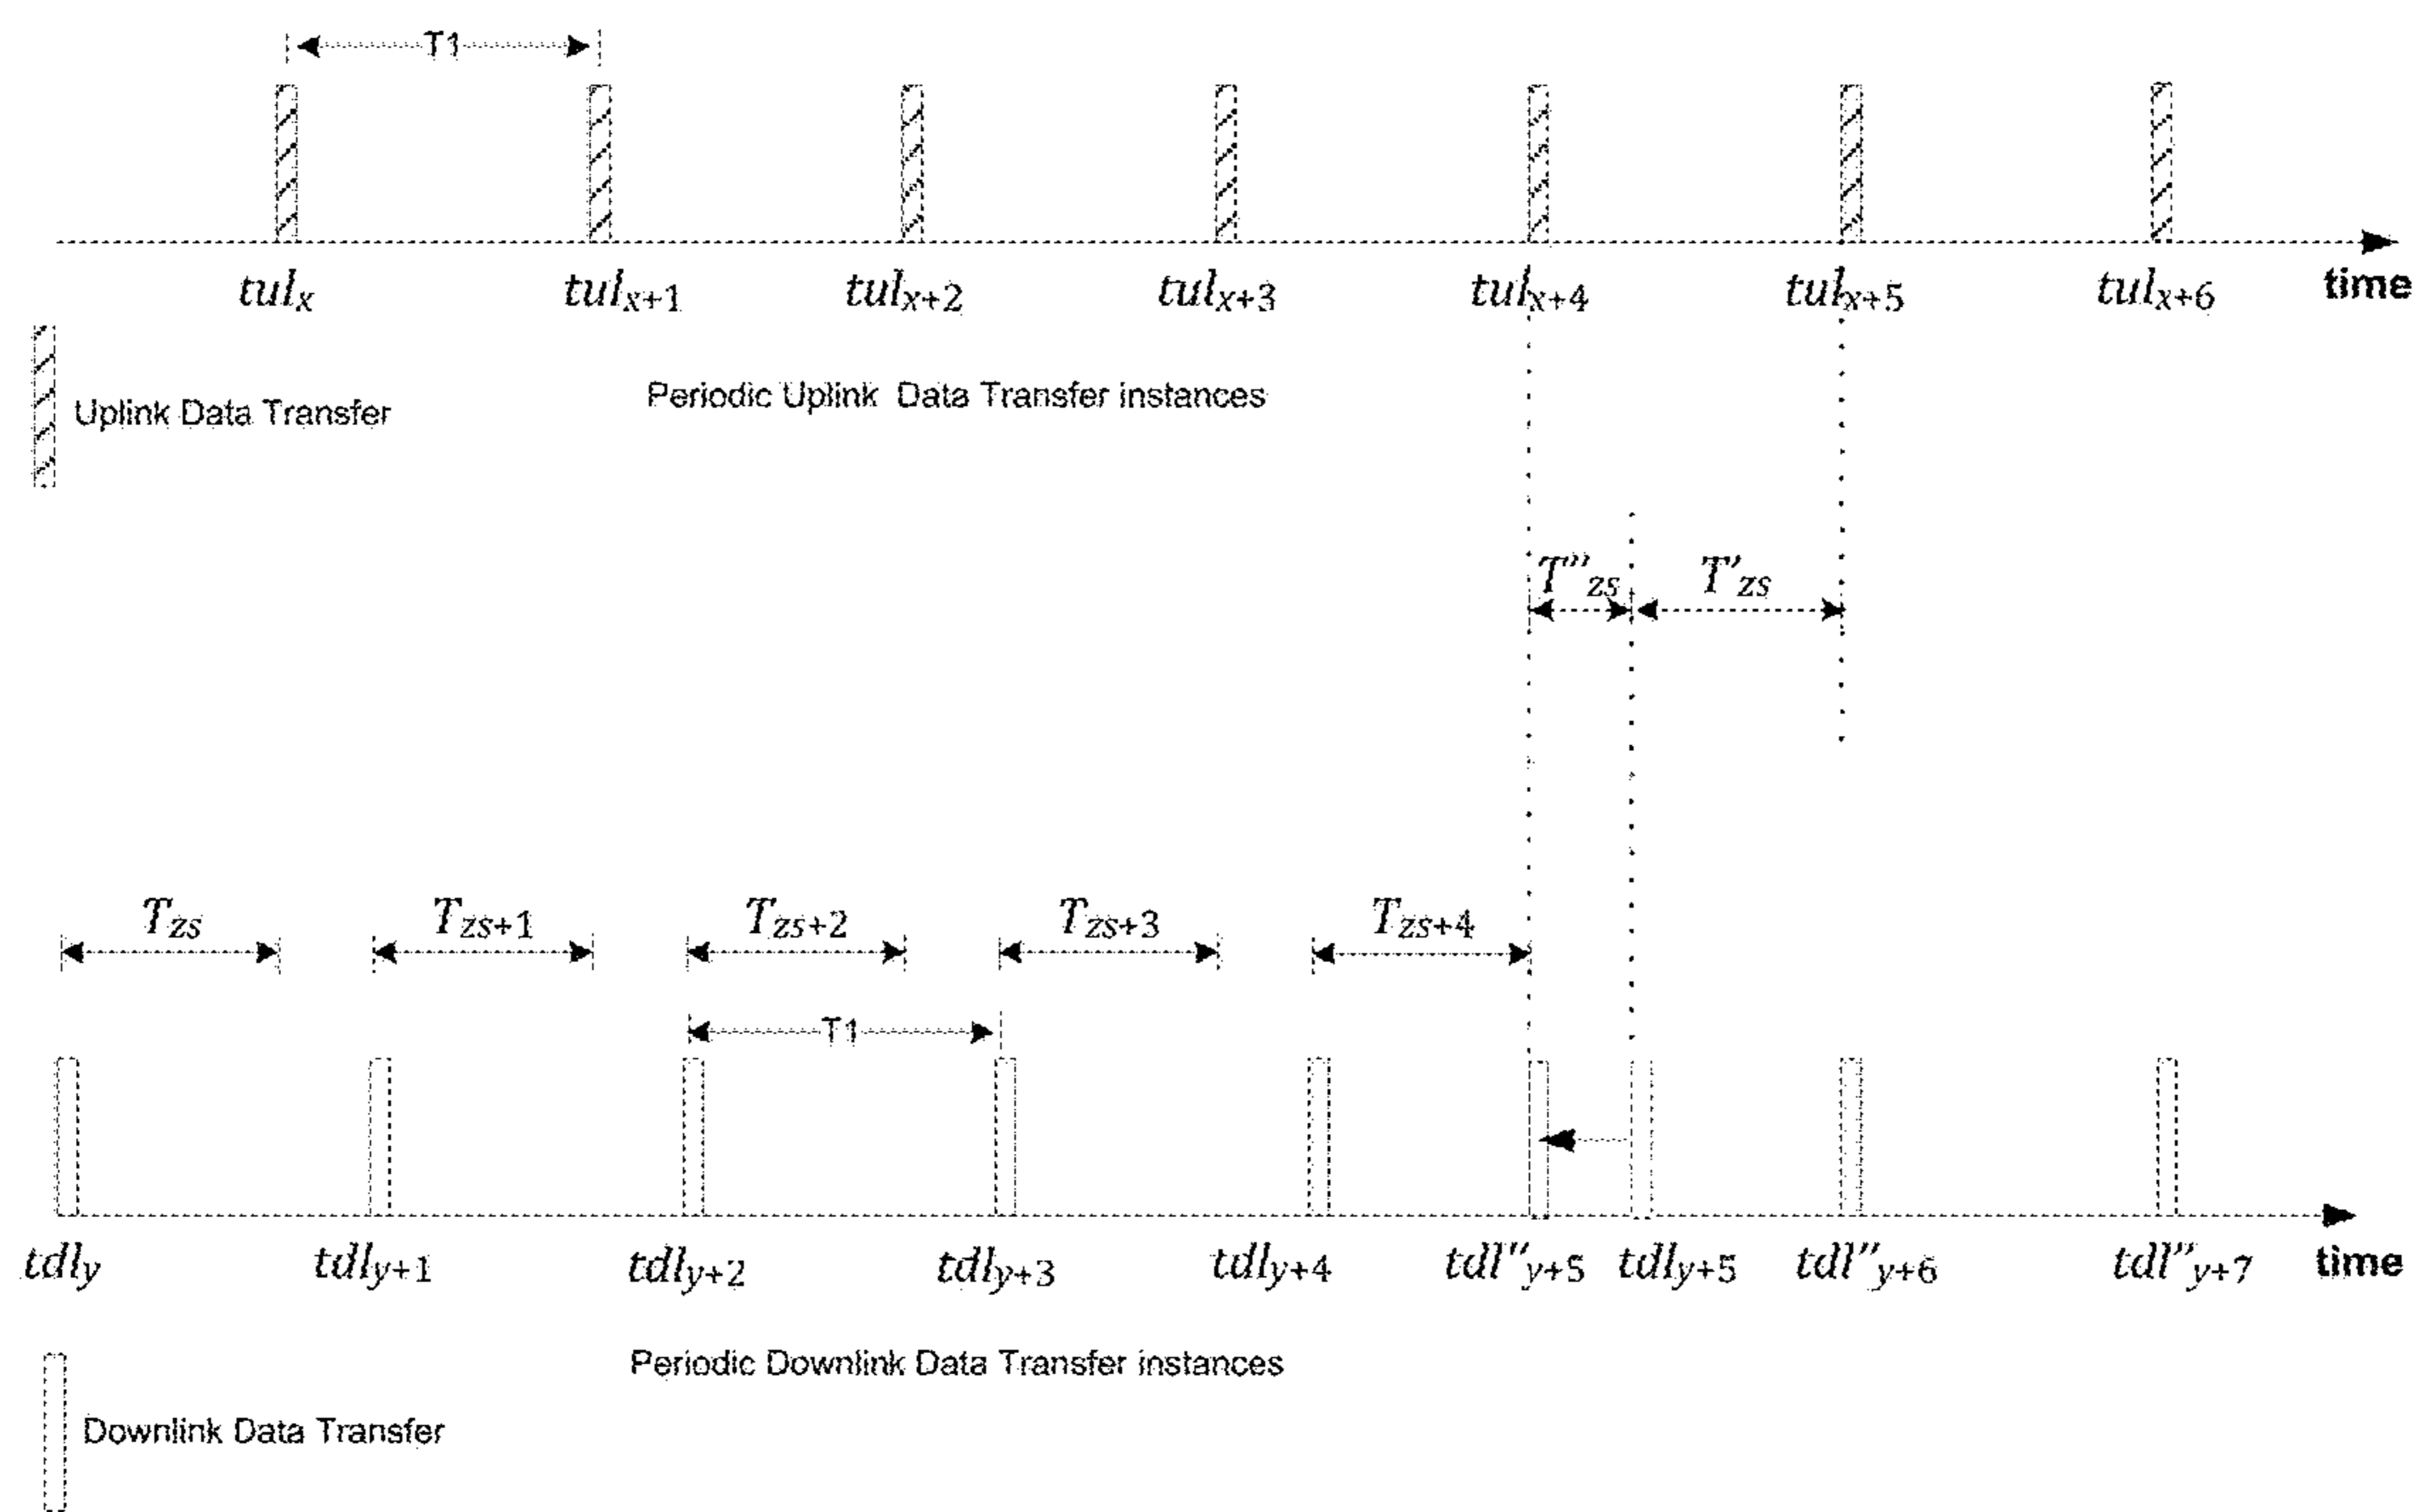 T1
tulx tulx+1 tulx+2 tulx+3 tulx+4 tulx+5 tulx+6 time
Uplink Data Transfer
Periodic Uplink Data Transfer instances
T''zs T'zs
Tzs Tzs+1 Tzs+2 Tzs+3 Tzs+4
T1
tdly tdly+1 tdly+2 tdly+3 tdly+4 tdl''y+5 tdly+5 tdl''y+6 tdl''y+7 time
Periodic Downlink Data Transfer instances
Downlink Data Transfer